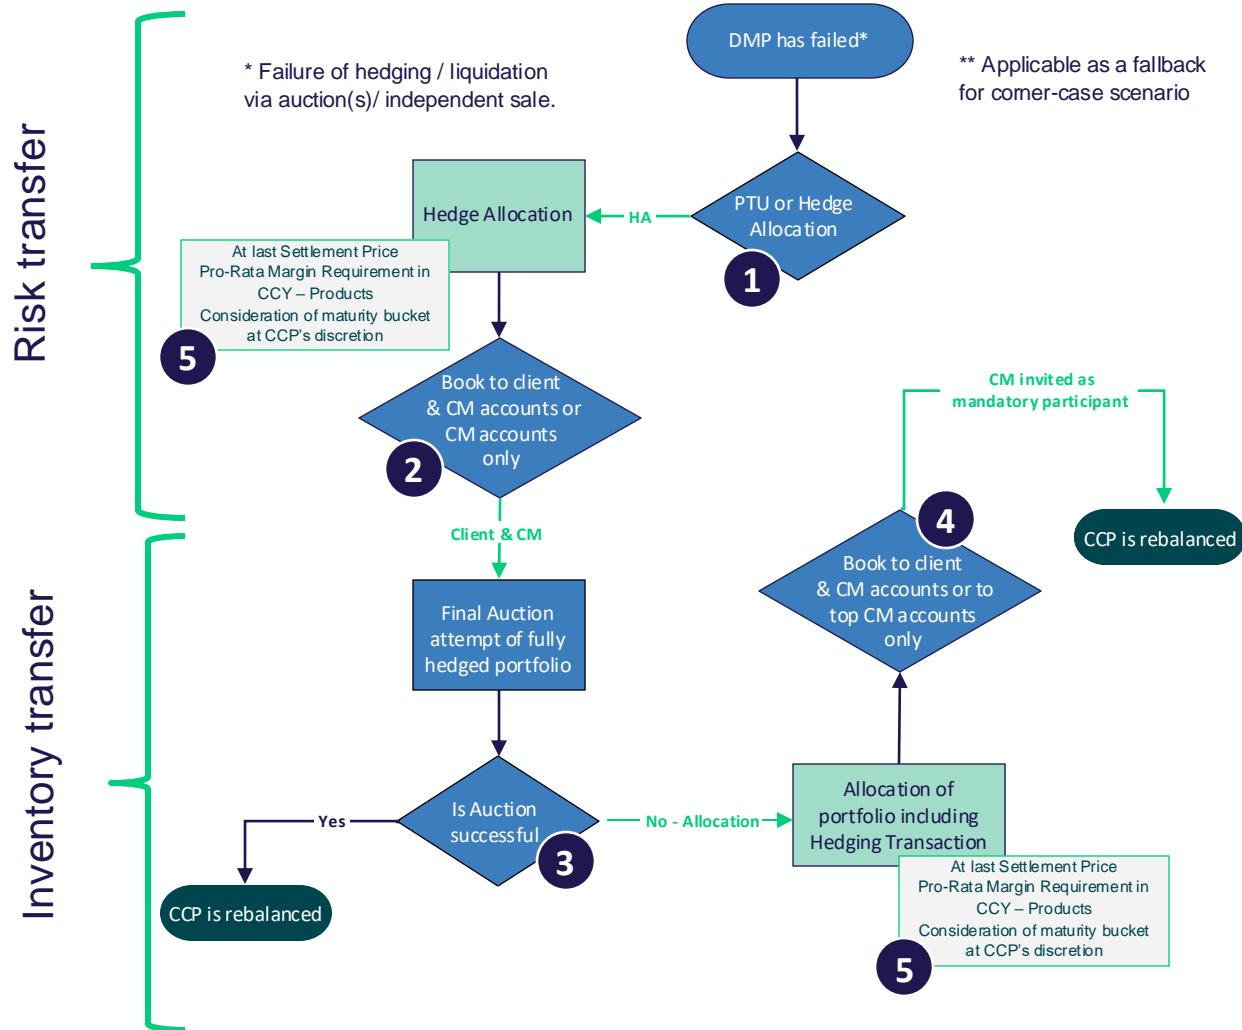 DMP has failed*
* Failure of hedging / liquidation
via auction(s)/ independent sale.
** Applicable as a fallback
for corner-case scenario
Risk transfer
PTU or Hedge
Allocation
1
HA
Hedge Allocation
At last Settlement Price
Pro-Rata Margin Requirement in
CCY – Products
Consideration of maturity bucket
at CCP's discretion
5
Book to client
& CM accounts or
CM accounts
only
2
Client & CM
CM invited as
mandatory participant
CCP is rebalanced
4
Book to client
& CM accounts or to
top CM accounts
only
Inventory transfer
Final Auction
attempt of fully
hedged portfolio
Is Auction
successful
3
Yes
CCP is rebalanced
No - Allocation
Allocation of
portfolio including
Hedging Transaction
At last Settlement Price
Pro-Rata Margin Requirement in
CCY – Products
Consideration of maturity bucket
at CCP's discretion
5